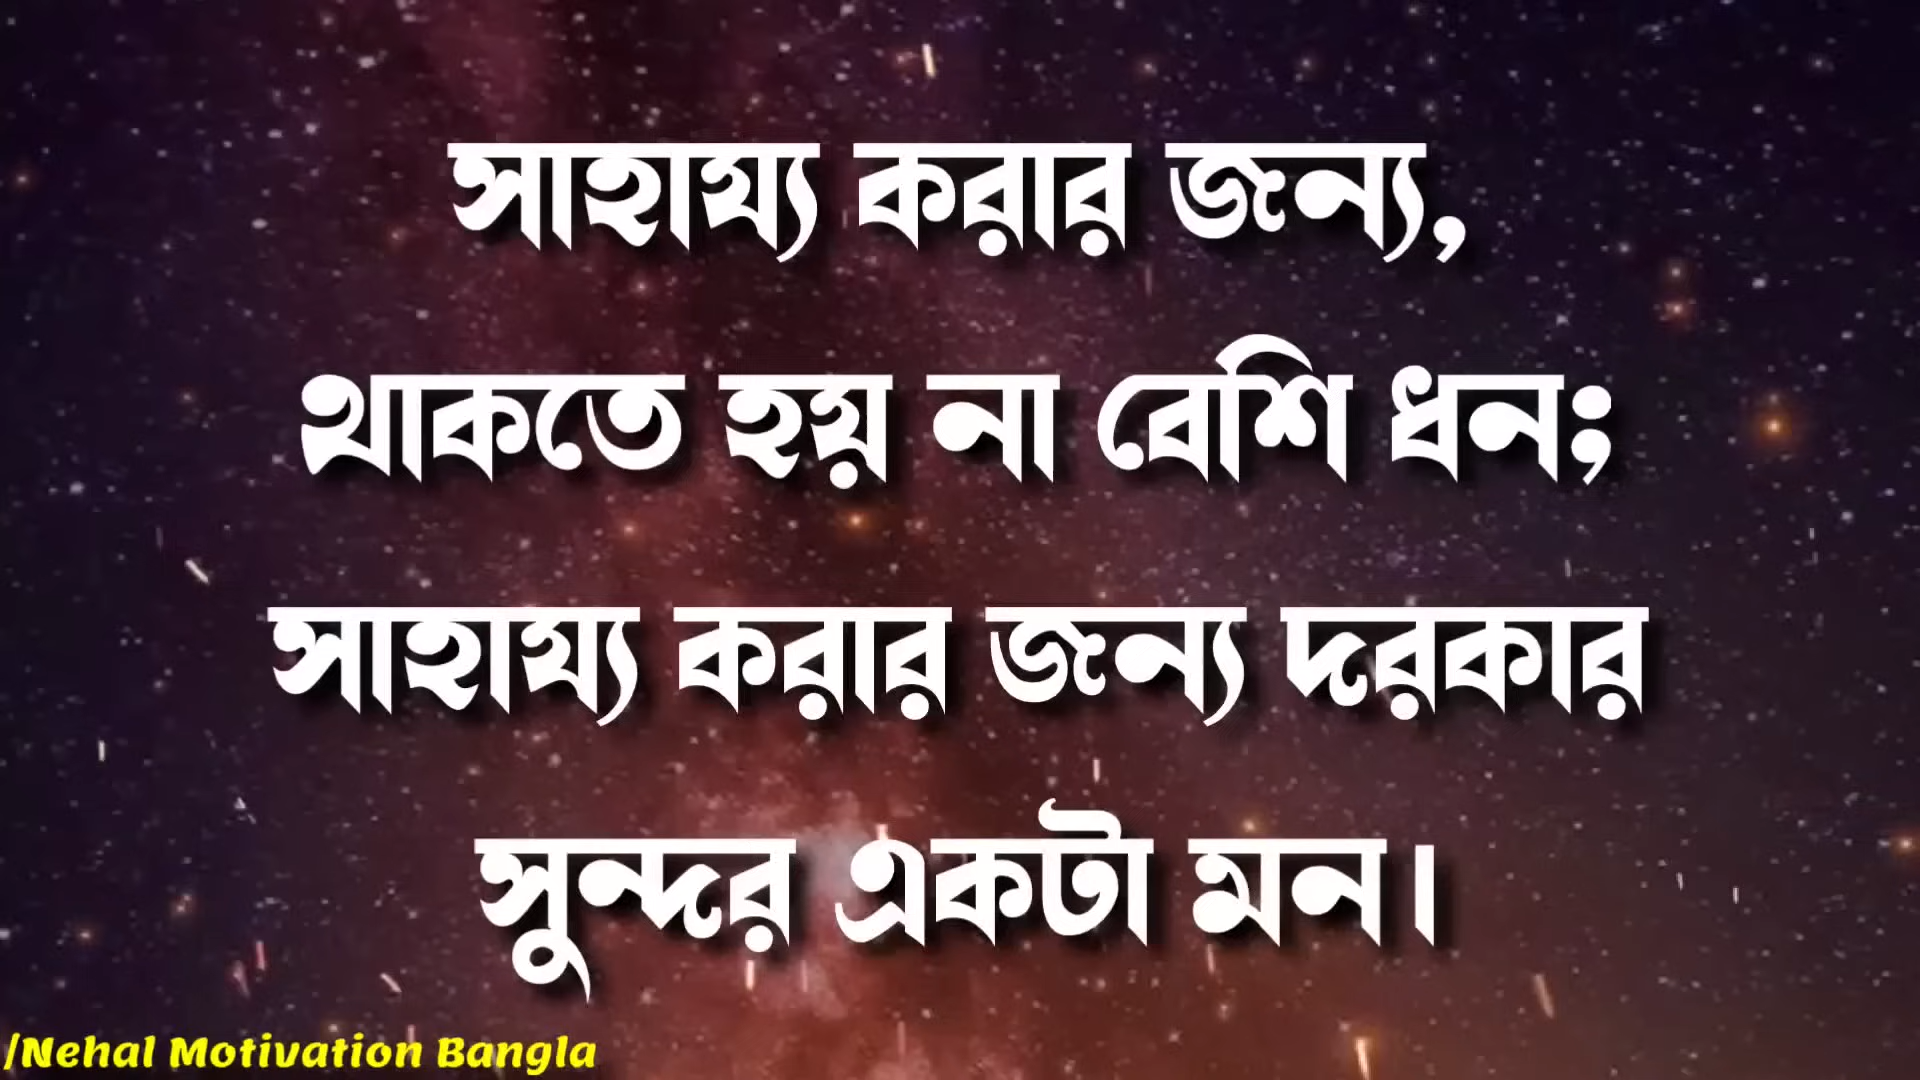 সাহায্য করার জন্য,
থাকতে হয় না বেশি ধন;
সাহায্য করার জন্য দরকার
সুন্দর একটা মন।
/Nehal Motivation Bangla